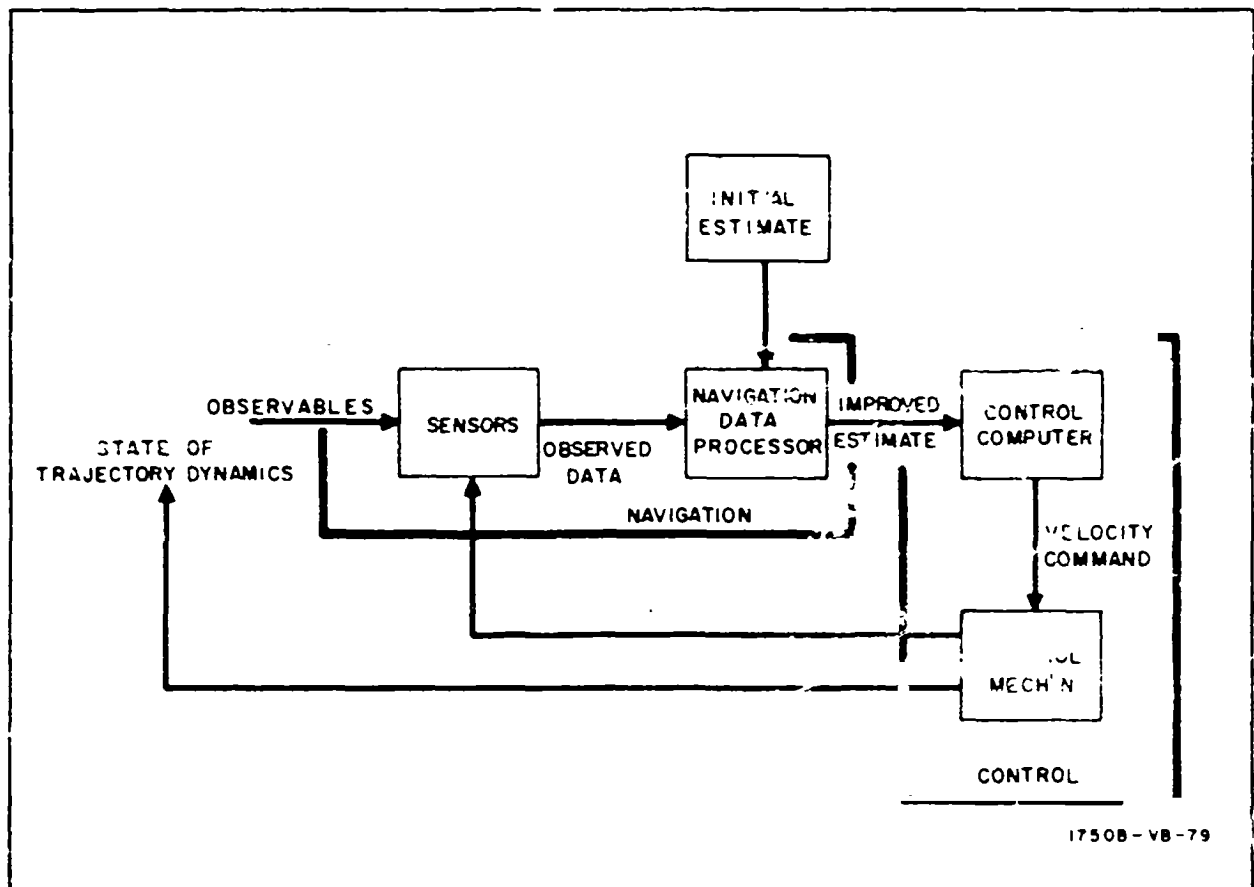 INITIAL
ESTIMATE
OBSERVABLES
SENSORS
OBSERVED
DATA
NAVIGATION
DATA
PROCESSOR
IMPROVED
ESTIMATE
CONTROL
COMPUTER
STATE OF
TRAJECTORY DYNAMICS
NAVIGATION
VELOCITY
COMMAND
CONTROL
1750B-VB-79